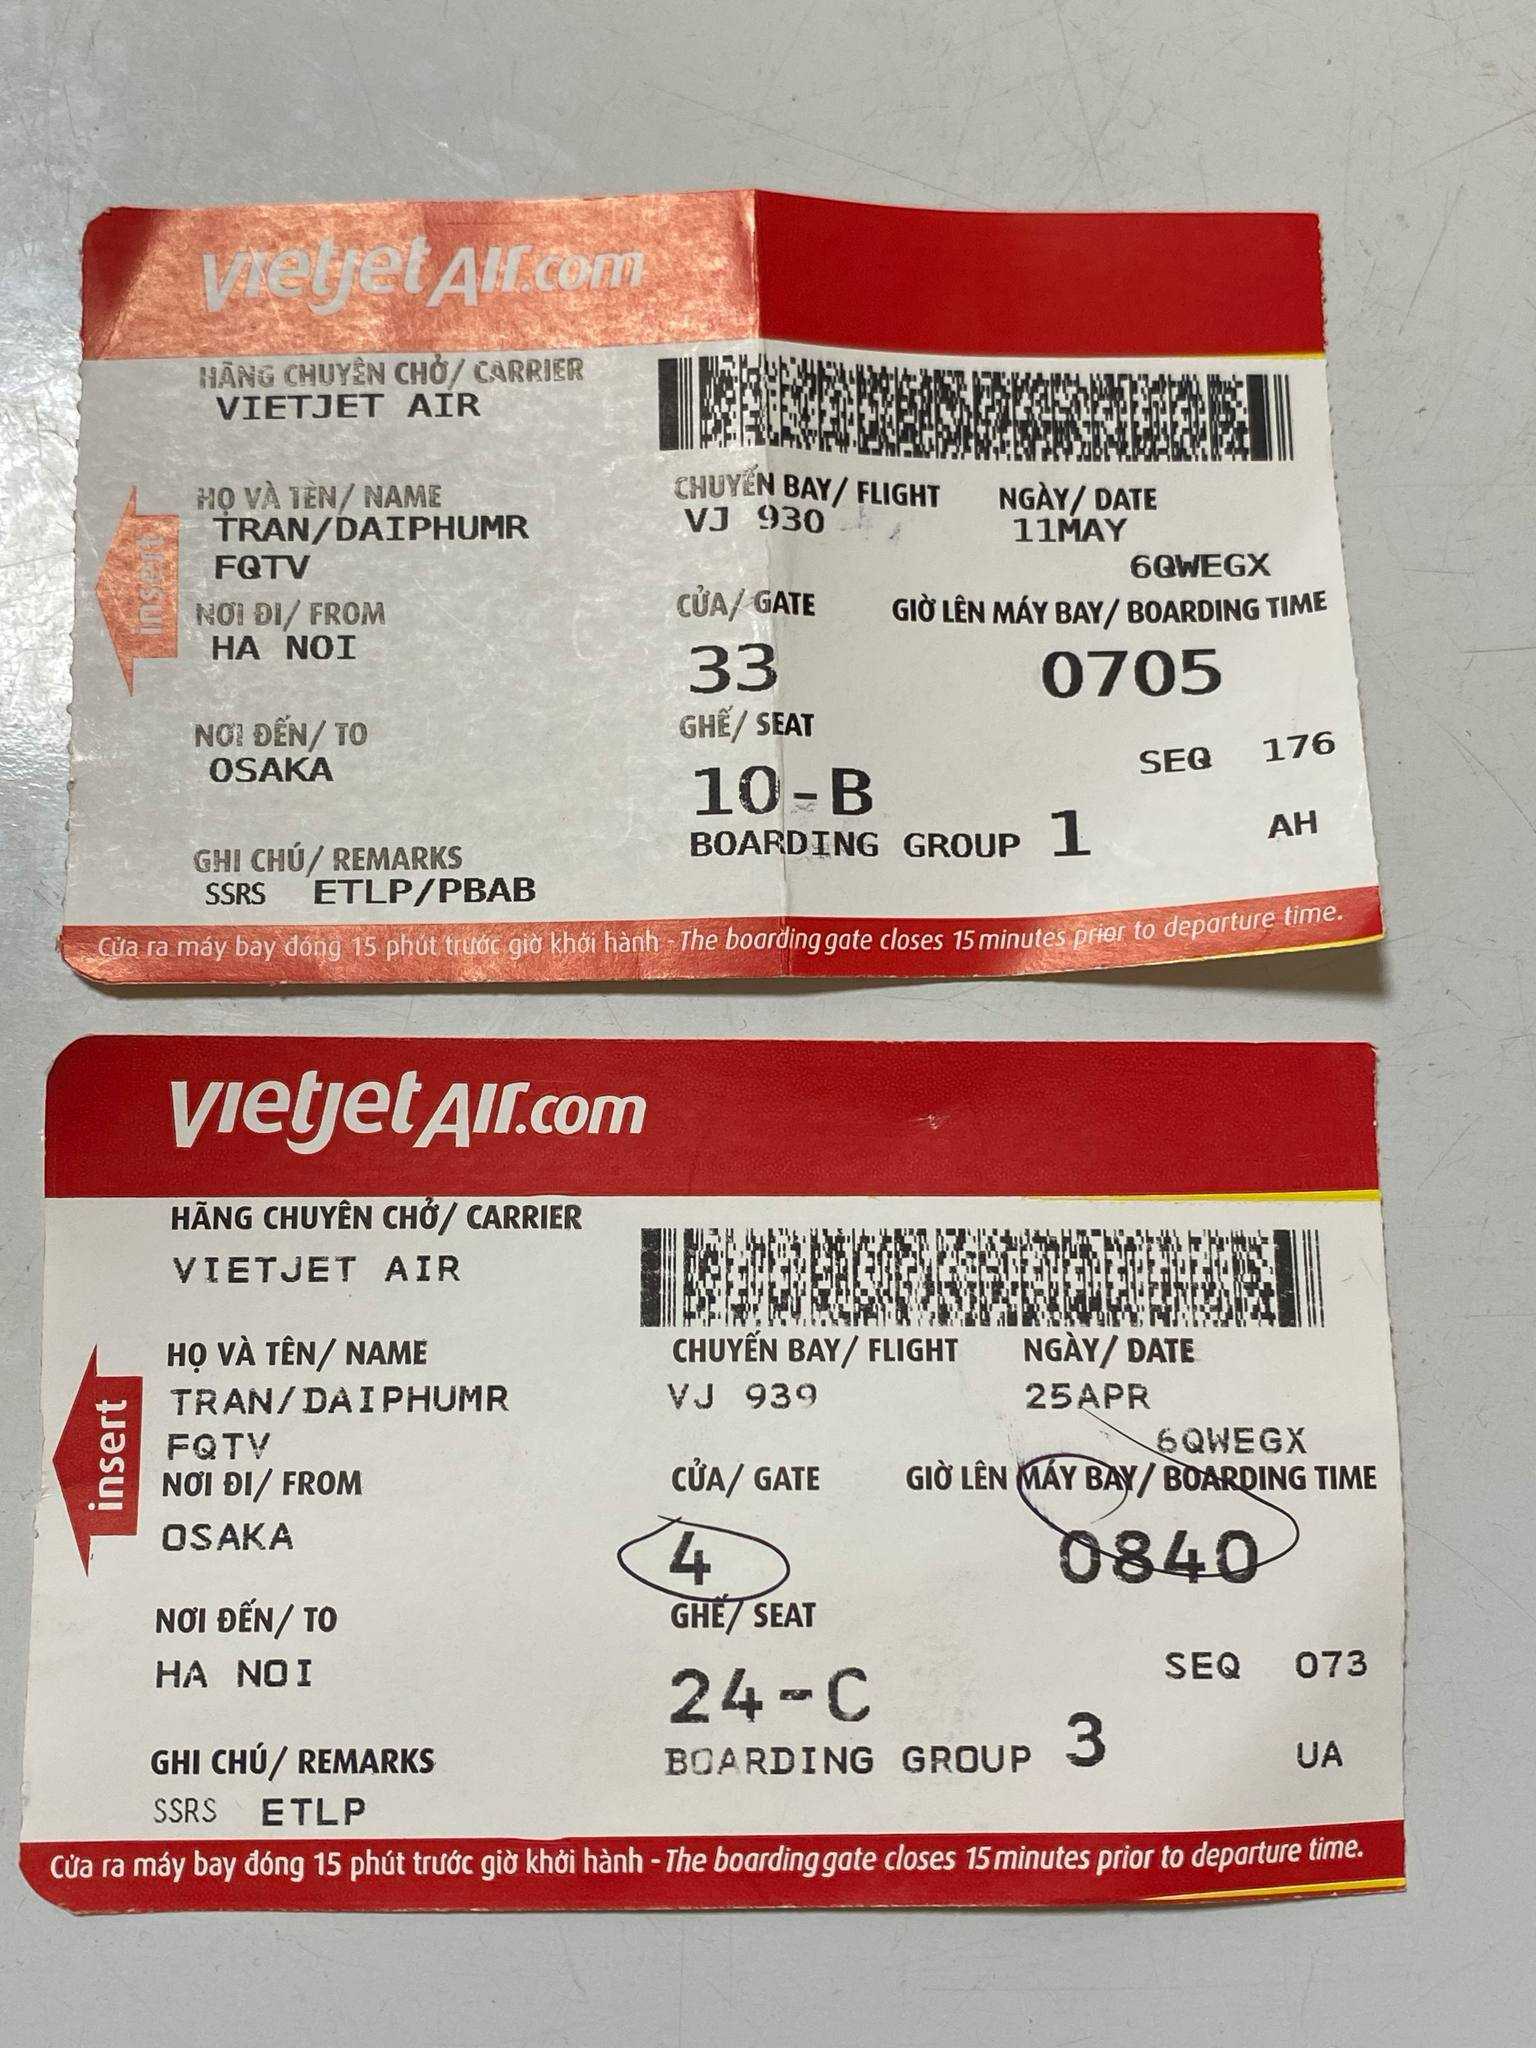 vietjetAir.com
HÃNG CHUYÊN CHỞ/ CARRIER
VIETJET AIR
HỌ VÀ TÊN/ NAME
TRAN/DAIPHUMR
FQTV
CHUYẾN BAY/ FLIGHT NGÀY/ DATE
VJ 930 11MAY
6QWEGX
insert
NƠI ĐI/ FROM
HA NOI
CỬA/ GATE GIỜ LÊN MÁY BAY/ BOARDING TIME
33 0705
NƠI ĐẾN/ TO
OSAKA
GHẾ/ SEAT
10-B
SEQ 176
BOARDING GROUP 1 AH
GHI CHÚ/ REMARKS
SSRS ETLP/PBAB
Cửa ra máy bay đóng 15 phút trước giờ khởi hành - The boarding gate closes 15 minutes prior to departure time.
vietjetAir.com
HÃNG CHUYÊN CHỞ/ CARRIER
VIETJET AIR
HỌ VÀ TÊN/ NAME
TRAN/DAIPHUMR
FQTV
CHUYẾN BAY/ FLIGHT NGÀY/ DATE
VJ 939 25APR
6QWEGX
insert
NƠI ĐI/ FROM
OSAKA
CỬA/ GATE GIỜ LÊN MÁY BAY/ BOARDING TIME
4 0840
NƠI ĐẾN/ TO
HA NOI
GHẾ/ SEAT
24-C
SEQ 073
BOARDING GROUP 3 UA
GHI CHÚ/ REMARKS
SSRS ETLP
Cửa ra máy bay đóng 15 phút trước giờ khởi hành - The boarding gate closes 15 minutes prior to departure time.